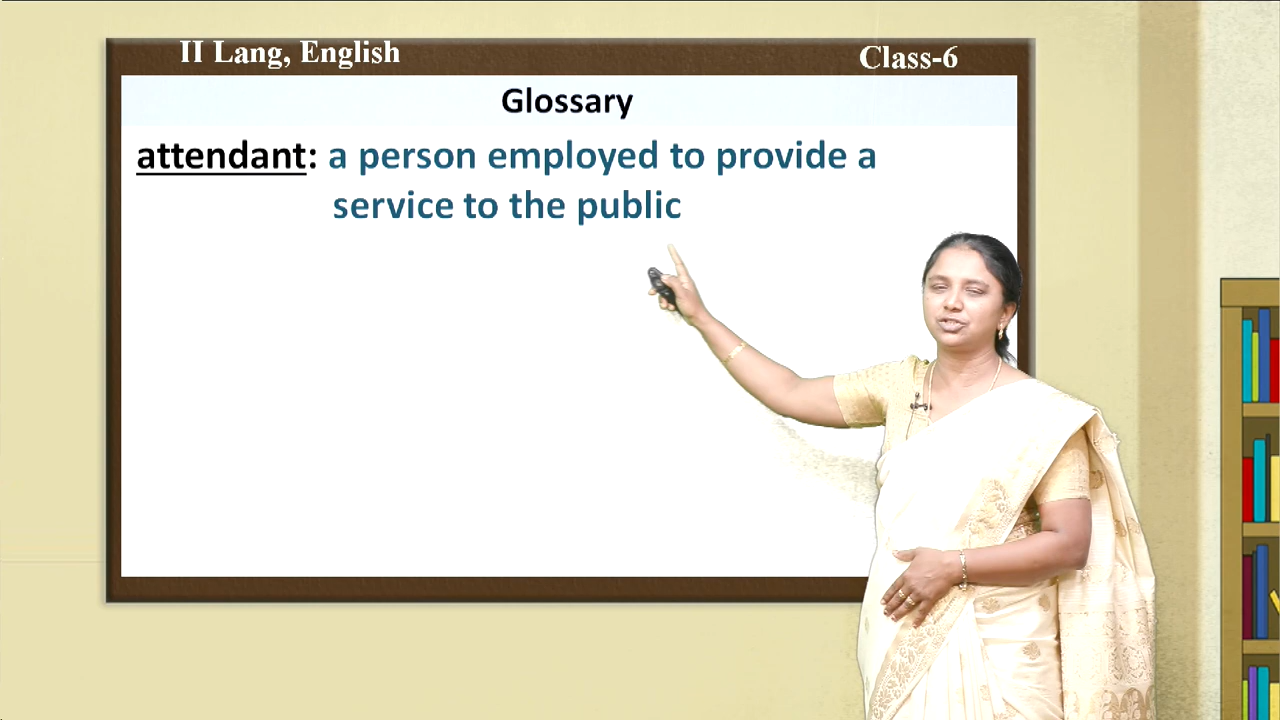 II Lang, English
Class-6
Glossary
attendant: a person employed to provide a
service to the public